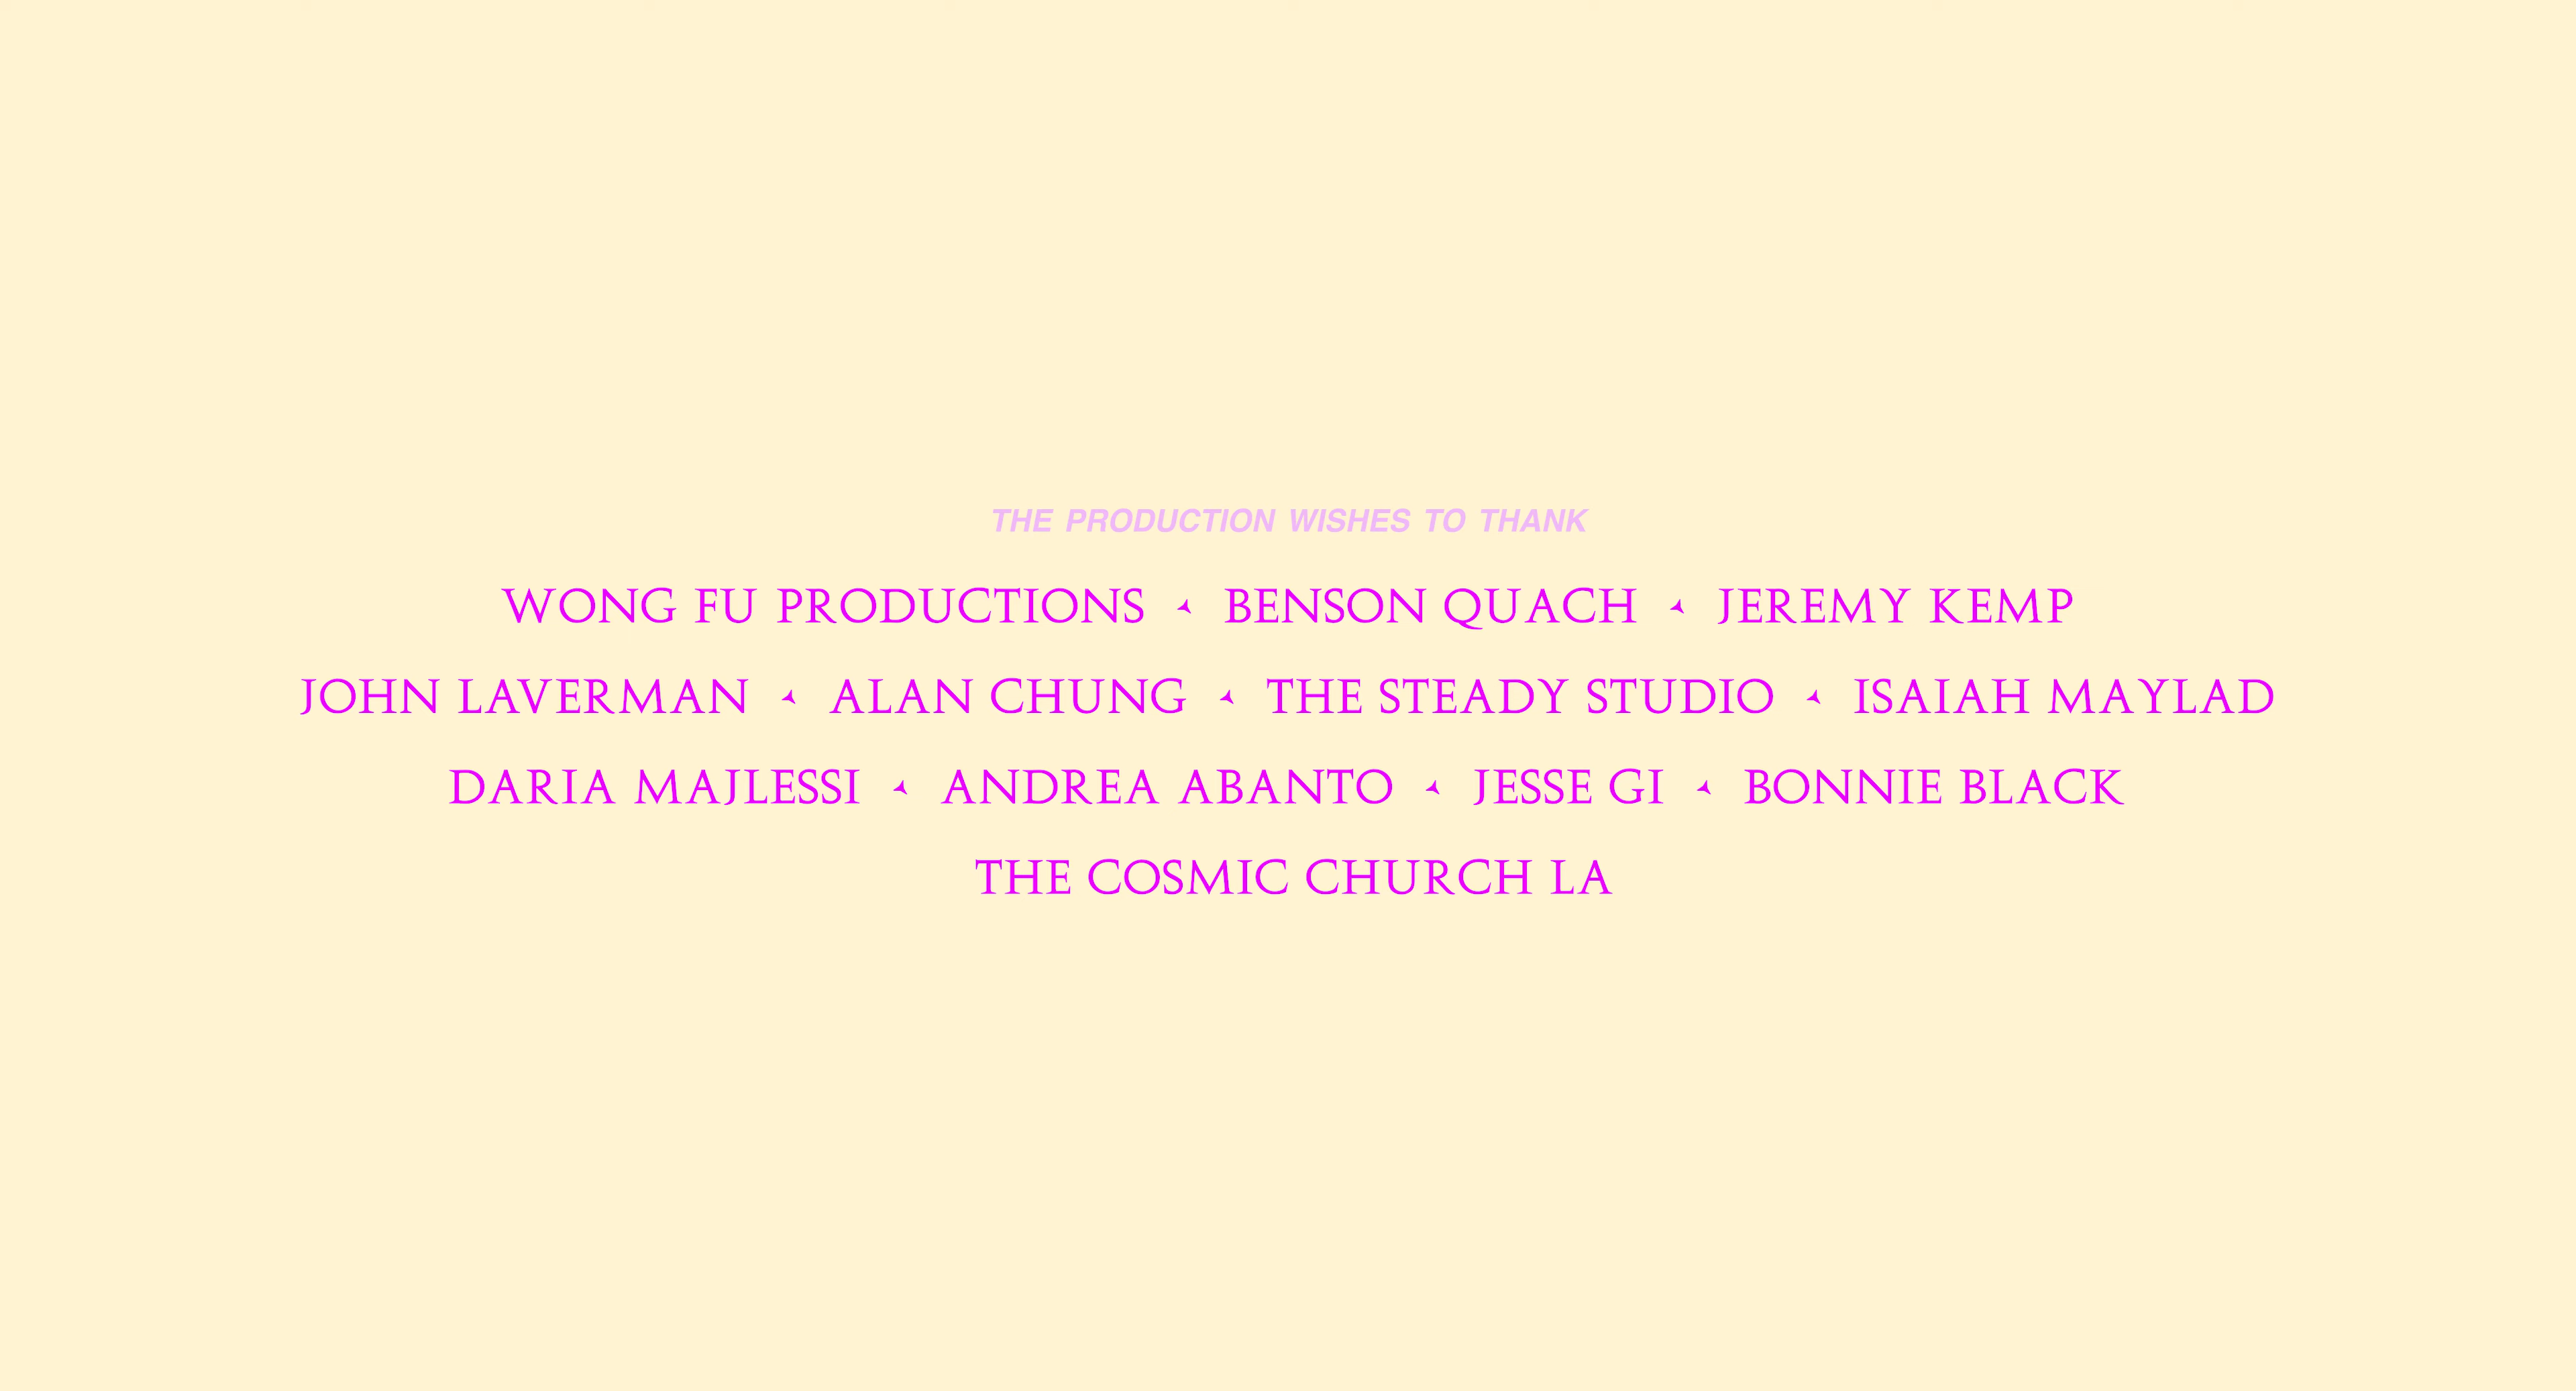 THE PRODUCTION WISHES TO THANK
WONG FU PRODUCTIONS BENSON QUACH JEREMY KEMP
JOHN LAVERMAN ALAN CHUNG THE STEADY STUDIO ISAIAH MAYLAD
DARIA MAJLESSI ANDREA ABANTO JESSE GI BONNIE BLACK
THE COSMIC CHURCH LA